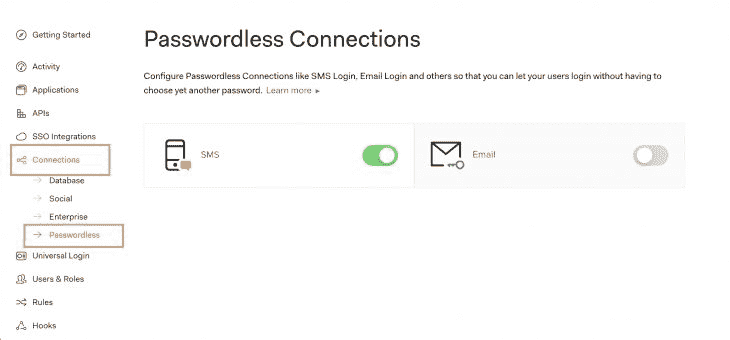 Getting Started
Activity
Applications
APIs
SSO Integrations
Connections
Database
Social
Enterprise
Passwordless
Universal Login
Users & Roles
Rules
Hooks
Passwordless Connections
Configure Passwordless Connections like SMS Login, Email Login and others so that you can let your users login without having to
choose yet another password. Learn more ▸
SMS
Email